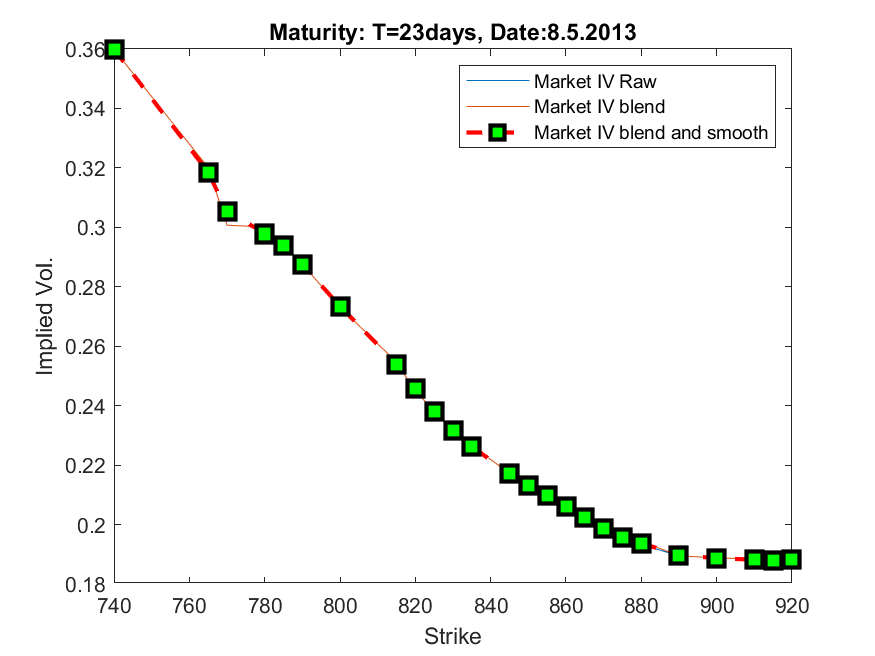 Maturity: T=23days, Date:8.5.2013
0.36
0.34
0.32
0.3
0.28
0.26
0.24
0.22
0.2
0.18
Implied Vol.
Market IV Raw
Market IV blend
Market IV blend and smooth
740 760 780 800 820 840 860 880 900 920
Strike